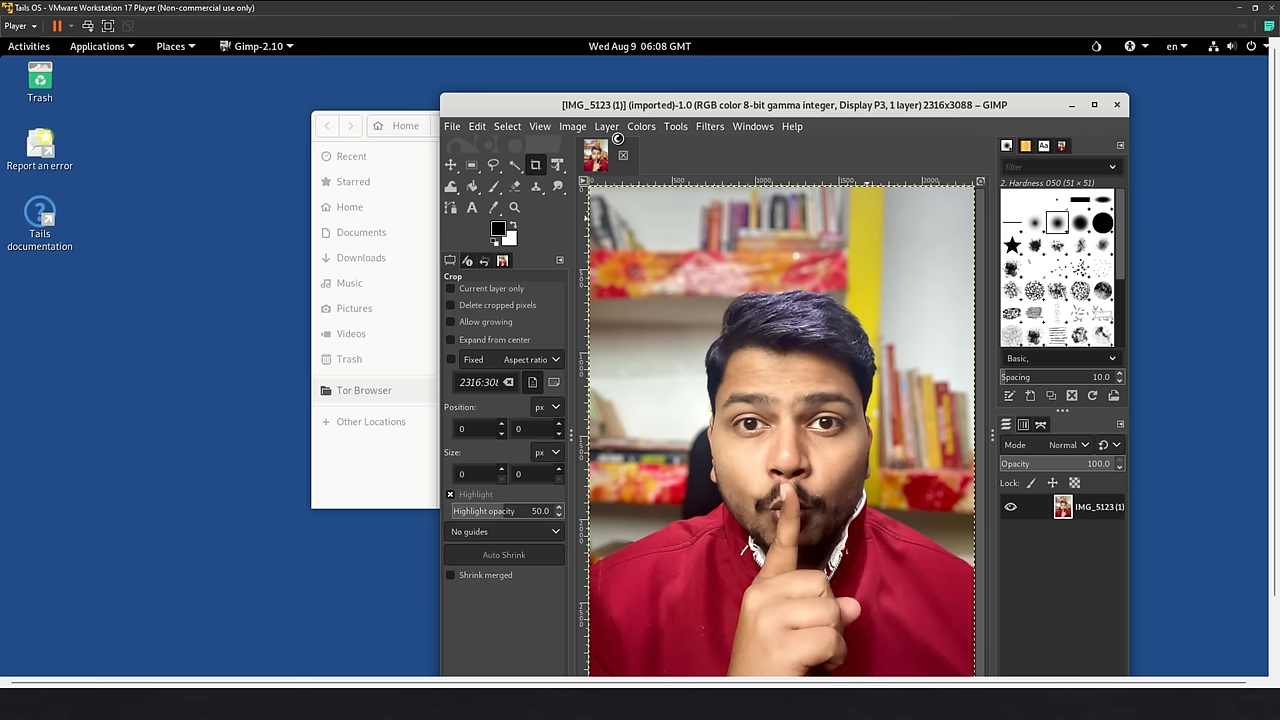 Tails OS - VMware Workstation 17 Player (Non-commercial use only)
Player
Activities Applications Places Gimp-2.10 Wed Aug 9 06:08 GMT en
Trash
Report an error
Tails
documentation
Home
Recent
Starred
Home
Documents
Downloads
Music
Pictures
Videos
Trash
Tor Browser
Other Locations
[IMG_5123 (1)] (imported)-1.0 (RGB color 8-bit gamma integer, Display P3, 1 layer) 2316x3088 – GIMP
File Edit Select View Image Layer Colors Tools Filters Windows Help
Crop
Current layer only
Delete cropped pixels
Allow growing
Expand from center
Fixed Aspect ratio
Position: px
0 0
Size: px
0 0
Highlight
Highlight opacity 50.0
No guides
Auto Shrink
Shrink merged
0 500 1000 1500 2000
filter
2. Hardness 050 (51 × 51)
Basic,
Spacing 10.0
Mode Normal
Opacity 100.0
Lock:
IMG_5123 (1)